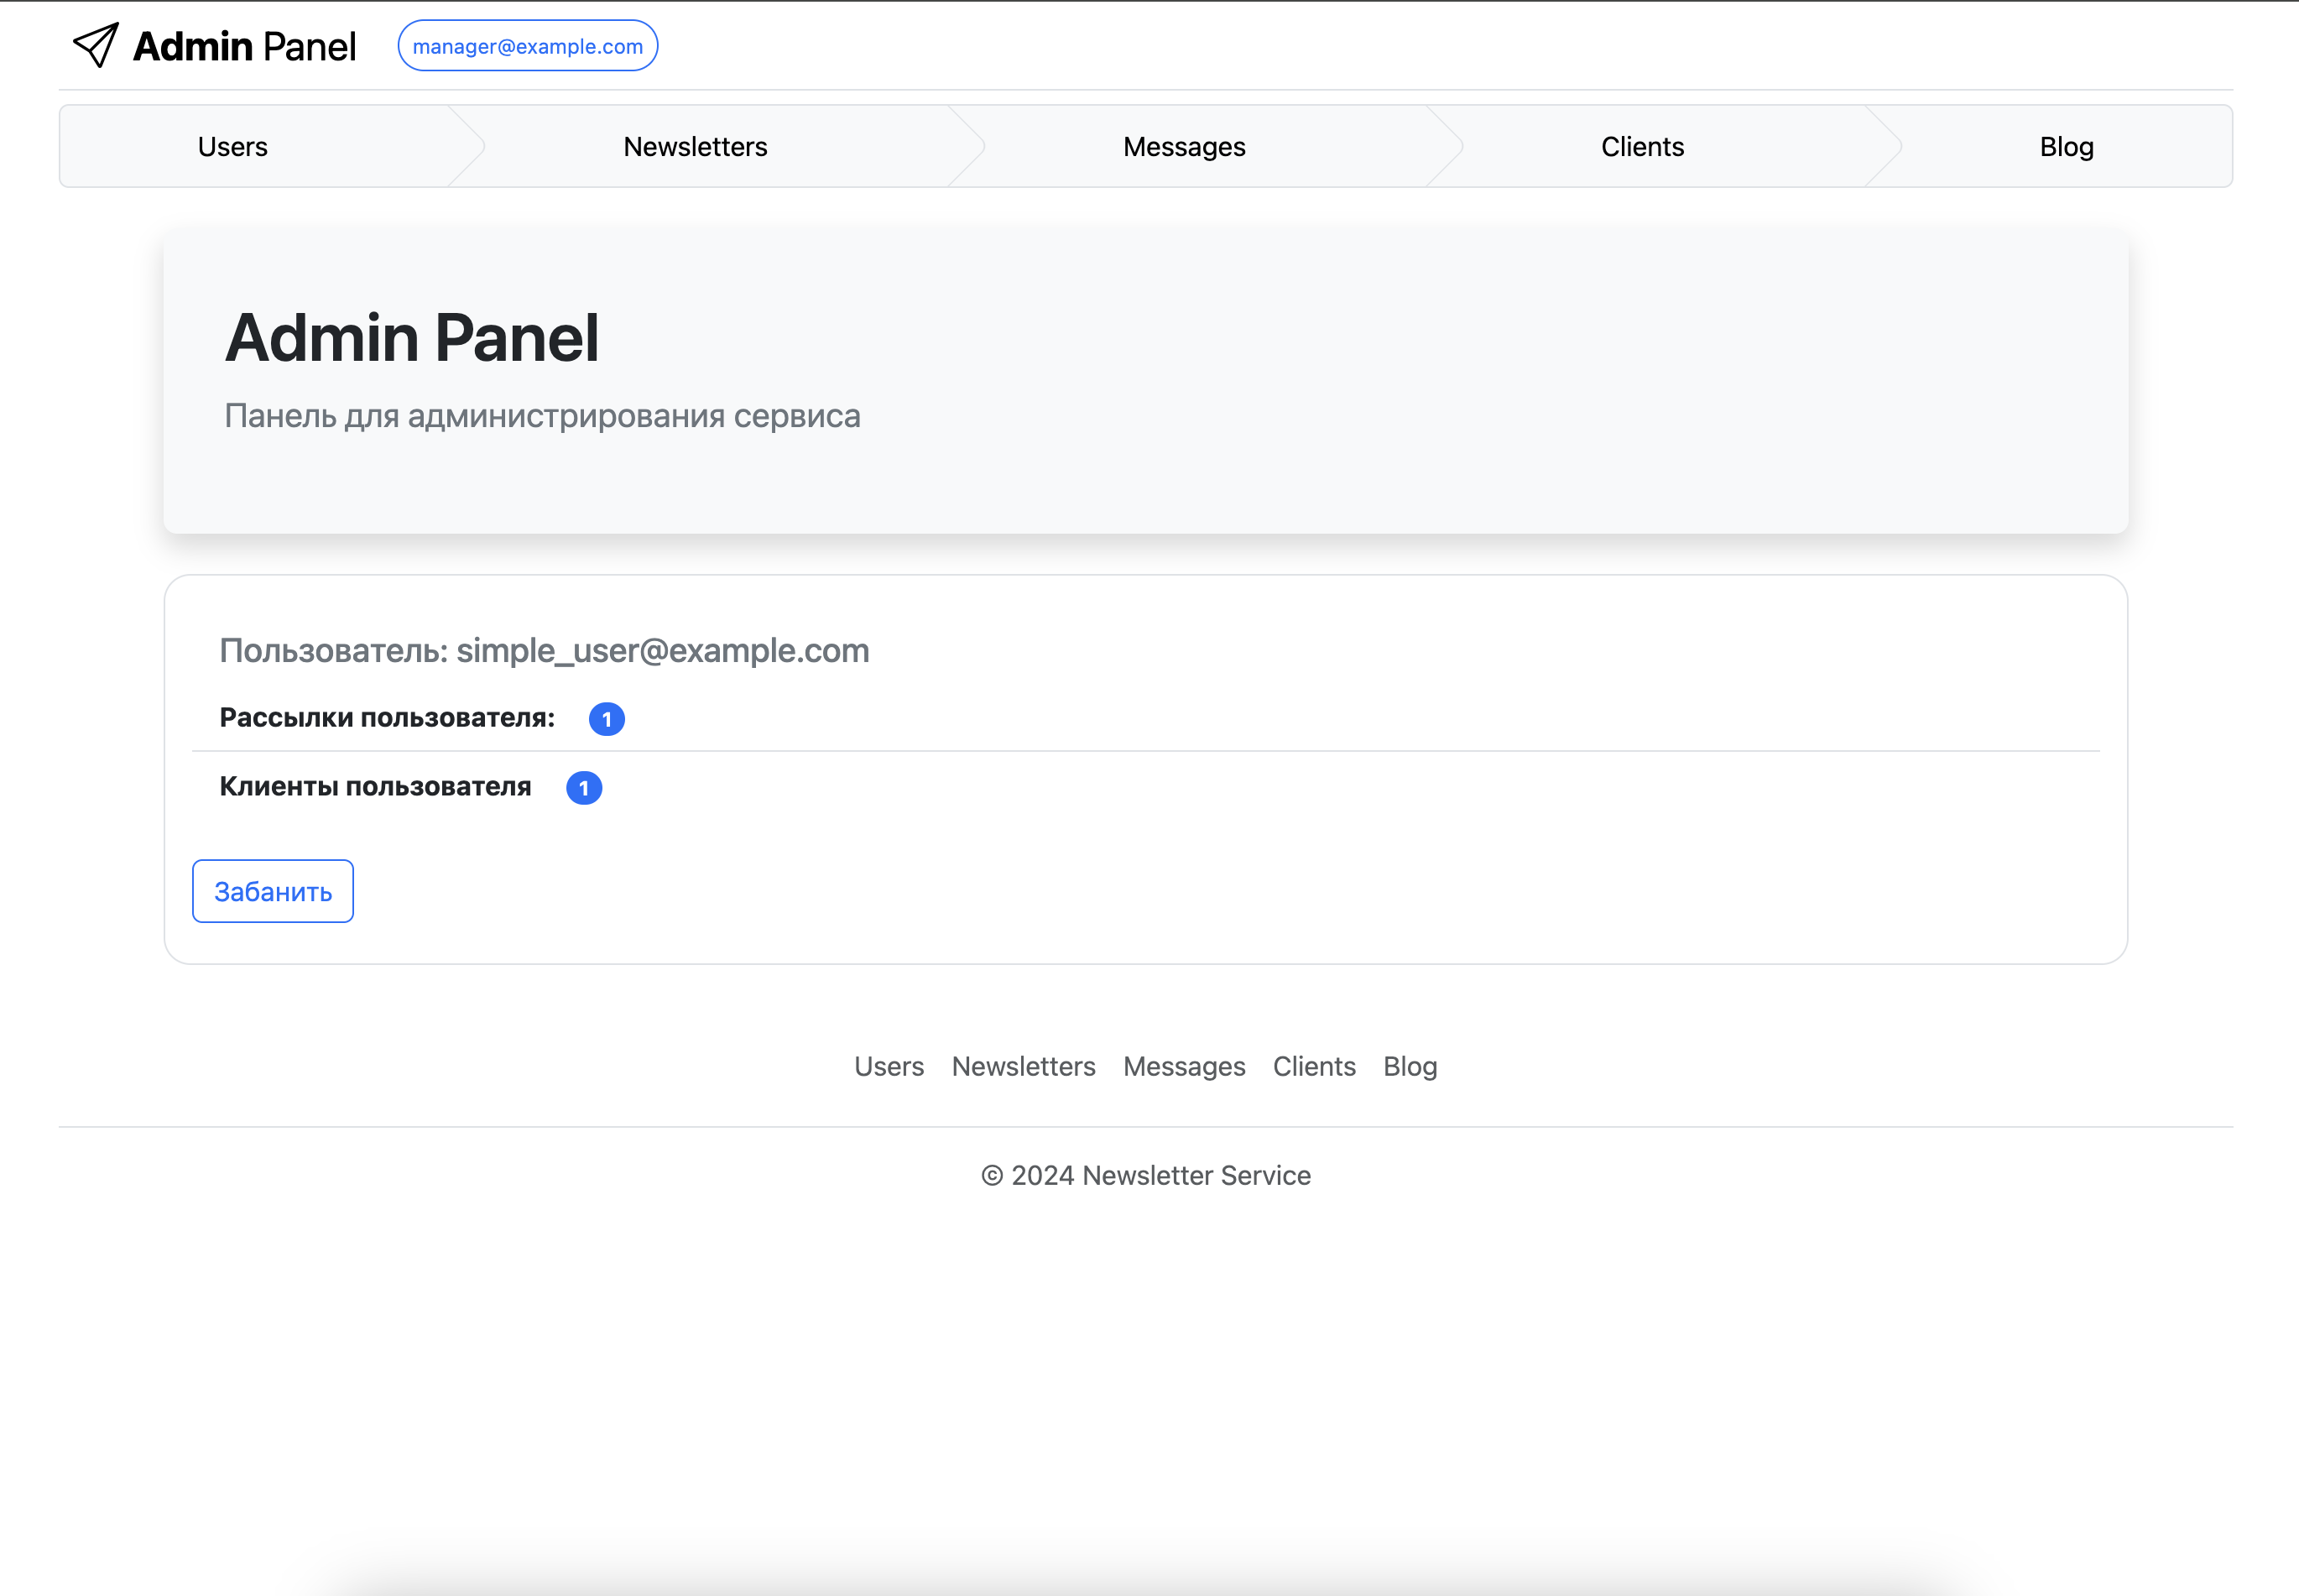 Admin Panel manager@example.com
Users Newsletters Messages Clients Blog
Admin Panel
Панель для администрирования сервиса
Пользователь: simple_user@example.com
Рассылки пользователя: 1
Клиенты пользователя 1
Забанить
Users Newsletters Messages Clients Blog
© 2024 Newsletter Service